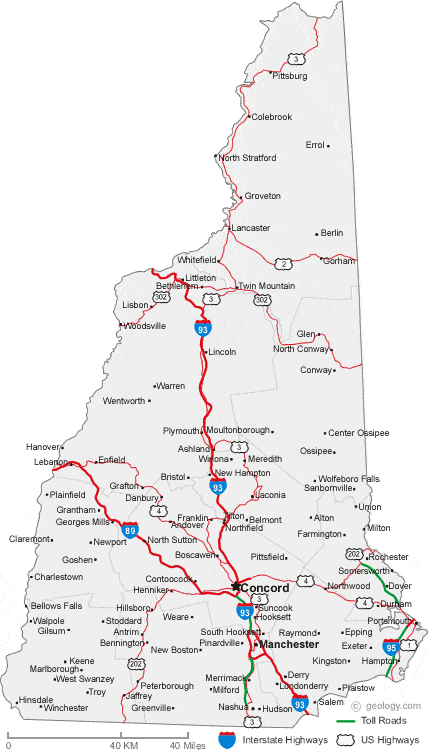 3
Pittsburg
Colebrook
Errol
North Stratford
Groveton
Lancaster
Berlin
Whitefield
2
Gorham
Littleton
Bethlehem
Twin Mountain
302
3
302
Lisbon
Woodsville
93
Glen
Lincoln
North Conway
Conway
Warren
Wentworth
Plymouth
Moultonborough
Center Ossipee
Hanover
Ashland
3
Ossipee
Lebanon
Enfield
Winona
Meredith
New Hampton
Bristol
Wolfeboro Falls
Grafton
93
Sanbornville
Plainfield
Danbury
Laconia
Grantham
4
Union
Georges Mills
Franklin
Tilton
Belmont
Alton
Andover
Northfield
Milton
89
Farmington
Claremont
Newport
North Sutton
Boscawen
202
Goshen
Pittsfield
Rochester
Somersworth
Charlestown
Contoocook
4
Northwood
Dover
Concord
Henniker
3
4
Bellows Falls
Hillsboro
93
Suncook
Durham
Walpole
Stoddard
Weare
Hooksett
Portsmouth
Gilsum
Antrim
South Hooksett
Raymond
Epping
Bennington
Pinardville
Manchester
Exeter
95
1
New Boston
Keene
202
Kingston
Hampton
Marlborough
West Swanzey
Merrimack
Derry
Troy
Peterborough
Milford
Londonderry
Plaistow
Hinsdale
Jaffrey
93
Salem
Winchester
Greenville
Nashua
Hudson
© geology.com
3
Toll Roads
0
40 KM
40 Miles
Interstate Highways
US Highways